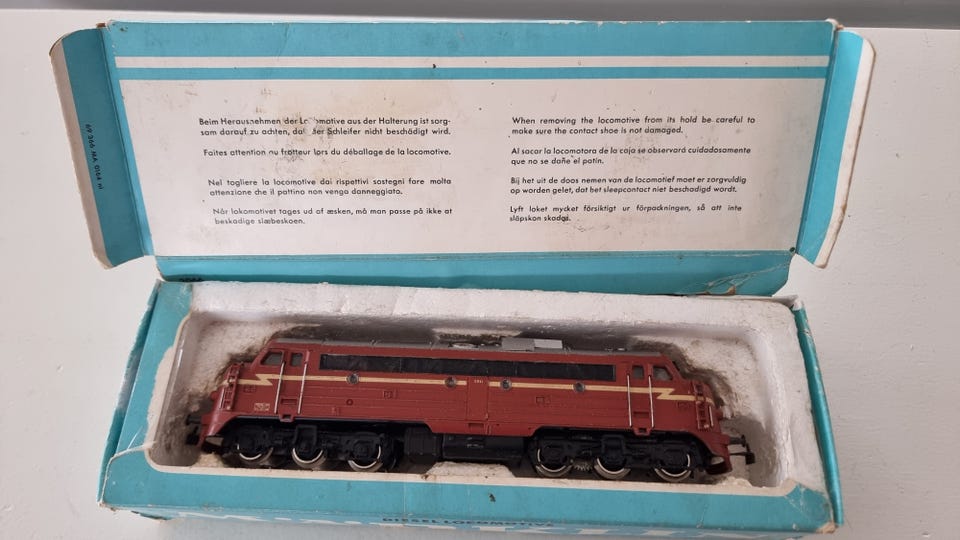 Beim Herausnehmen der Lokomotive aus der Halterung ist sorg-
sam darauf zu achten, daß der Schleifer nicht beschädigt wird.
Faites attention au frotteur lors du déballage de la locomotive.
Nel togliere la locomotive dai rispettivi sostegni fare molta
attenzione che il pattino non venga danneggiato.
Når lokomotivet tages ud af æsken, må man passe på ikke at
beskadige slæbeskoen.
When removing the locomotive from its hold be careful to
make sure the contact shoe is not damaged.
Al sacar la locomotora de la caja se observará cuidadosamente
que no se dañe el patin.
Bij het uit de doos nemen van de locomotief moet er zorgvuldig
op worden gelet, dat het sleepcontact niet beschadigd wordt.
Lyft loket mycket försiktigt ur förpackningen, så att inte
släpskon skadas.
DIESEL LOCOMOTIVE